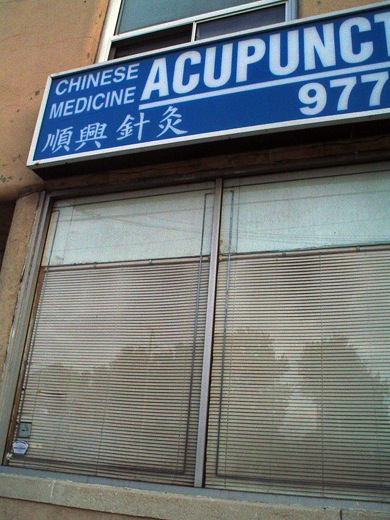 CHINESE
MEDICINE
順興 針灸
ACUPUNCT
977